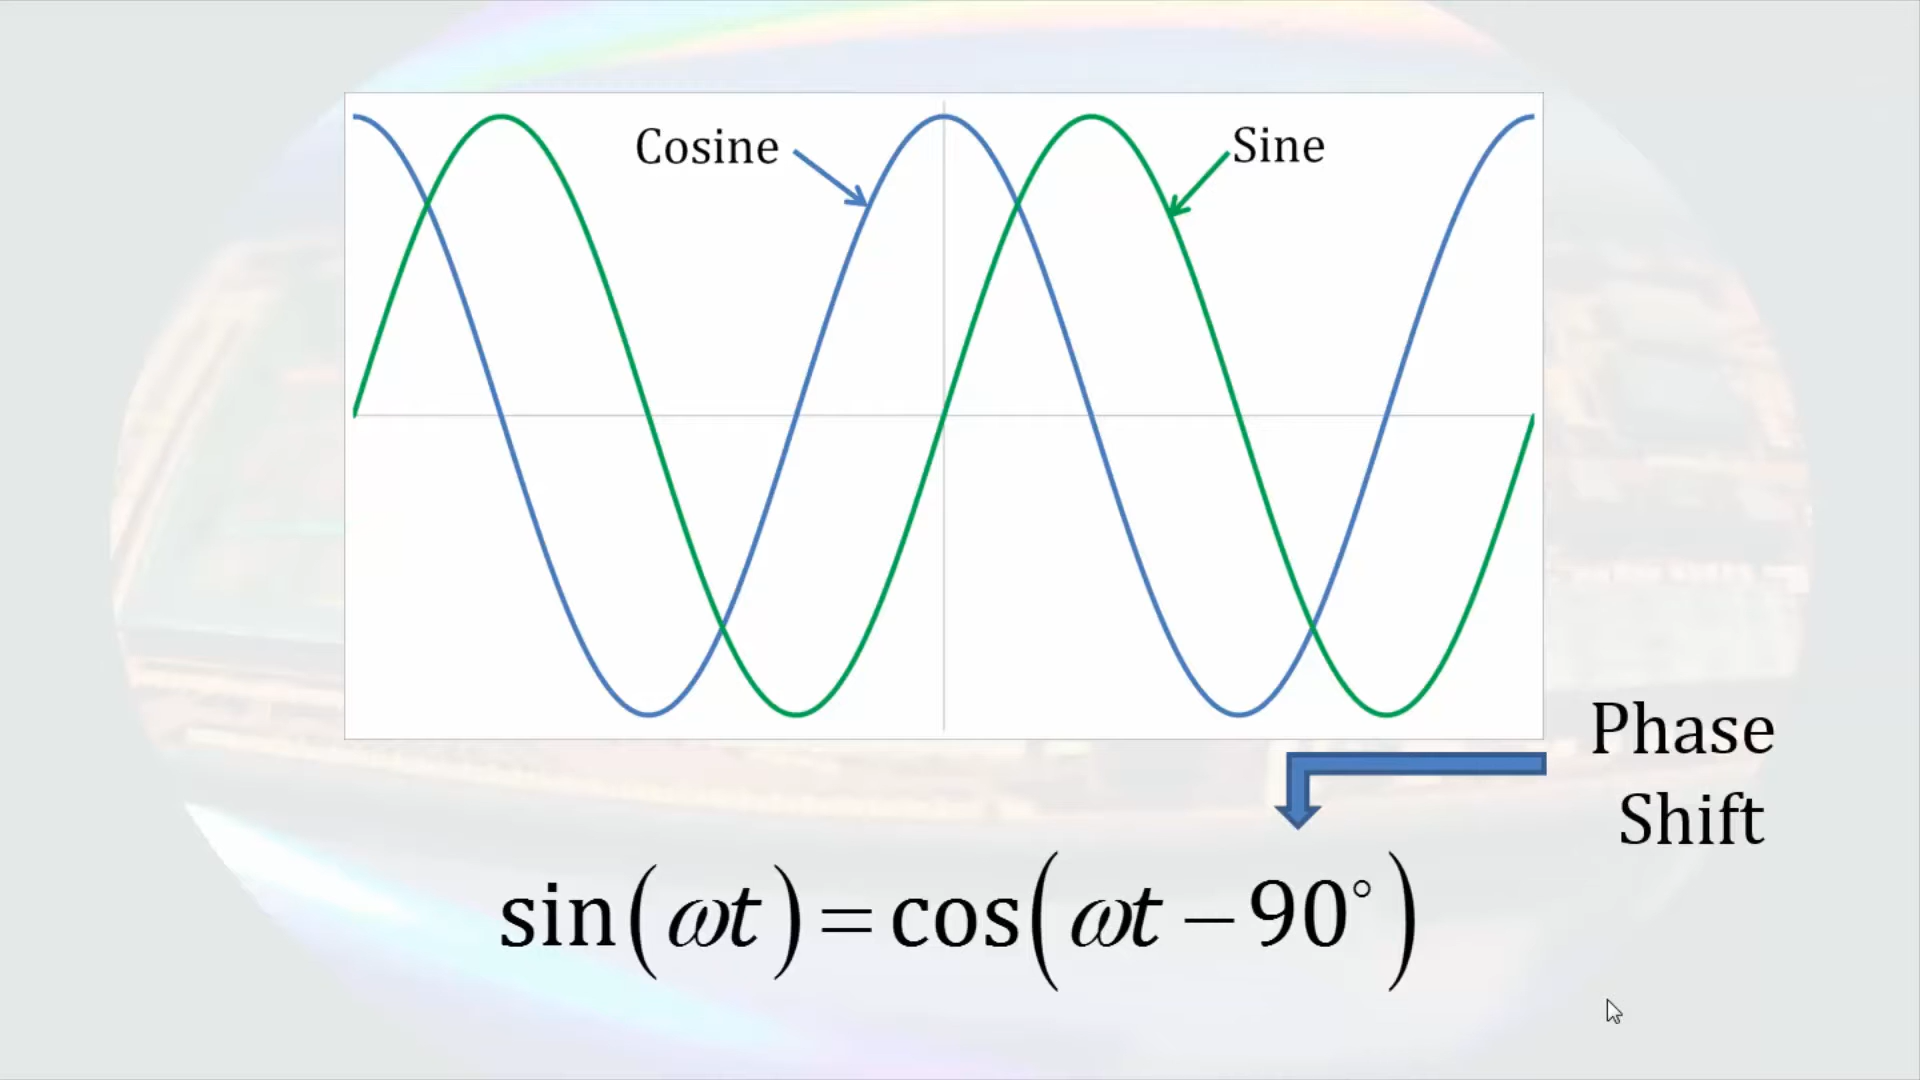 Cosine
Sine
Phase
Shift
sin(ωt)=cos(ωt−90°)